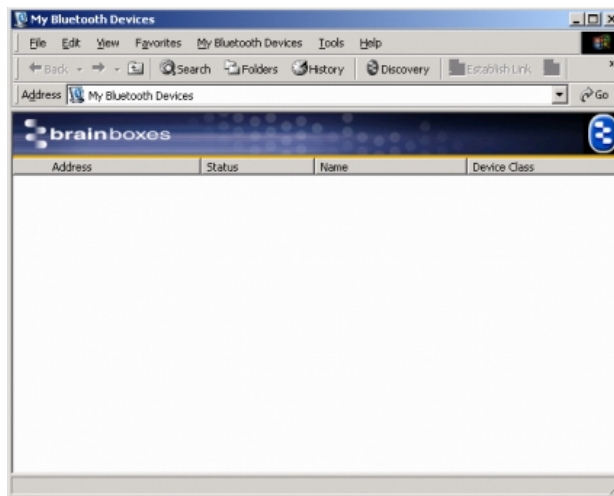 My Bluetooth Devices
File Edit View Favorites My Bluetooth Devices Tools Help
Back Search Folders History Discovery Establish Link
Address My Bluetooth Devices Go
brainboxes
Address Status Name Device Class